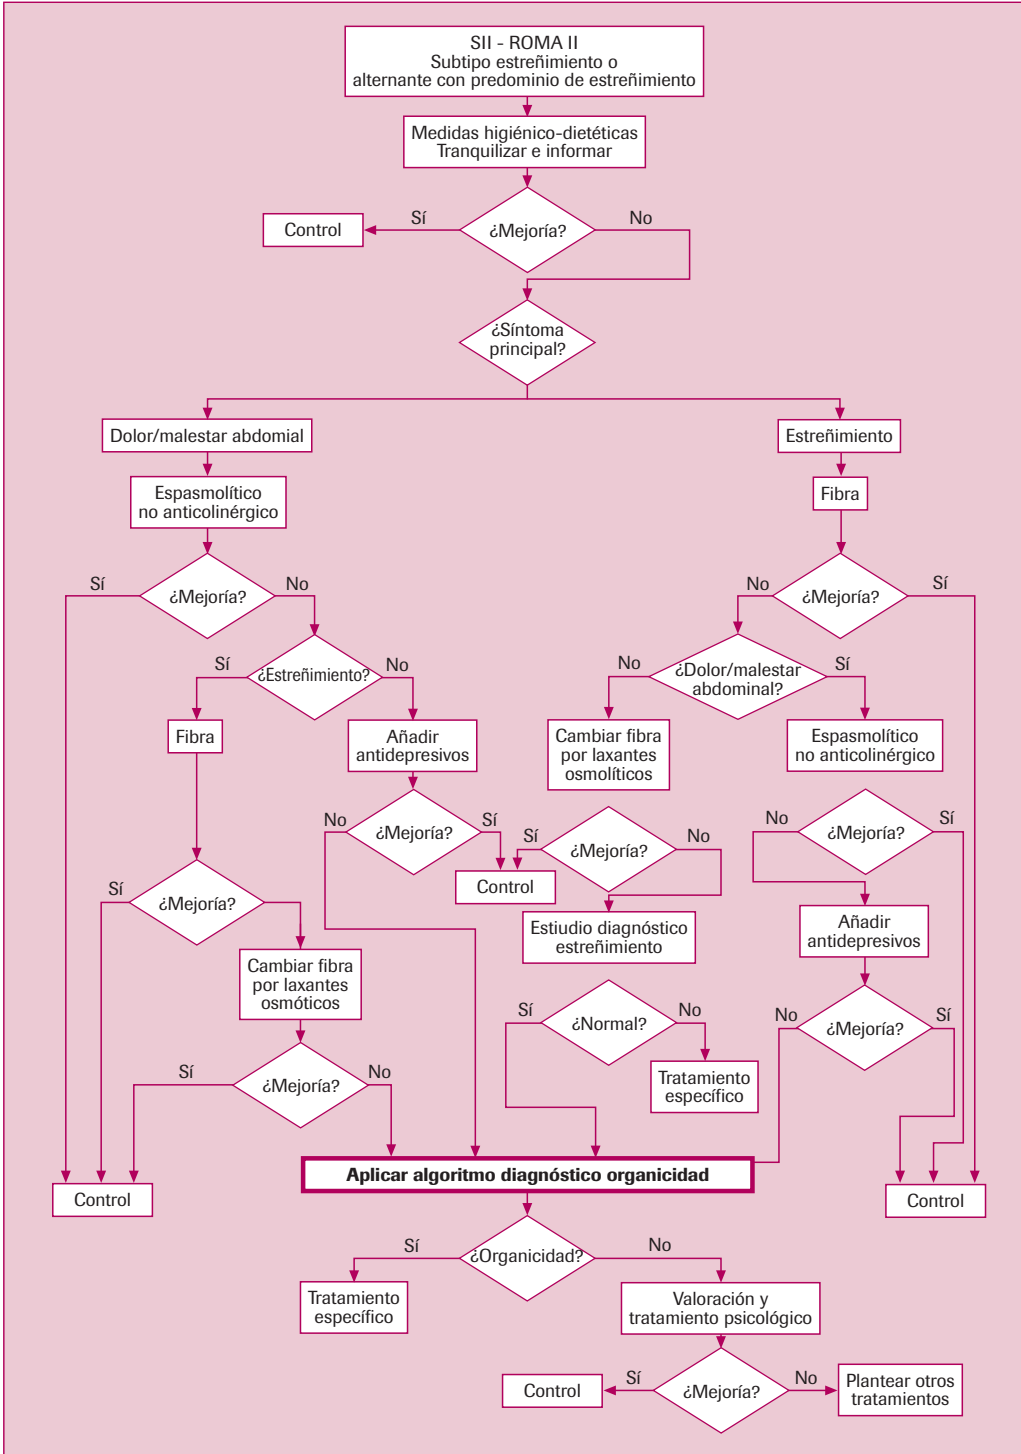 SII - ROMA II
Subtipo estreñimiento o
alternante con predominio de estreñimiento
Medidas higiénico-dietéticas
Tranquilizar e informar
¿Mejoría?
Sí
No
Control
¿Síntoma
principal?
Dolor/malestar abdomial
Estreñimiento
Espasmolítico
no anticolinérgico
Fibra
Sí
¿Mejoría?
No
No
¿Mejoría?
Sí
Sí
¿Estreñimiento?
No
No
¿Dolor/malestar
abdominal?
Sí
Fibra
Añadir
antidepresivos
Cambiar fibra
por laxantes
osmolíticos
Espasmolítico
no anticolinérgico
No
¿Mejoría?
Sí
Sí
¿Mejoría?
No
No
¿Mejoría?
Sí
Control
Sí
¿Mejoría?
Estiudio diagnóstico
estreñimiento
Añadir
antidepresivos
Cambiar fibra
por laxantes
osmóticos
Sí
¿Normal?
No
No
¿Mejoría?
Sí
Sí
¿Mejoría?
No
Tratamiento
específico
Aplicar algoritmo diagnóstico organicidad
Control
Control
Sí
¿Organicidad?
No
Tratamiento
específico
Valoración y
tratamiento psicológico
Control
Sí
¿Mejoría?
No
Plantear otros
tratamientos